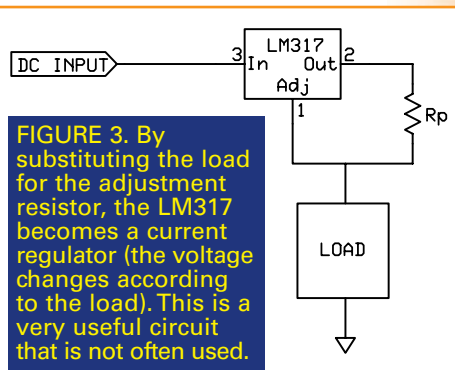 DC INPUT
3
LM317
2
In
Out
Adj
1
Rp
LOAD
FIGURE 3. By
substituting the load
for the adjustment
resistor, the LM317
becomes a current
regulator (the voltage
changes according
to the load). This is a
very useful circuit
that is not often used.